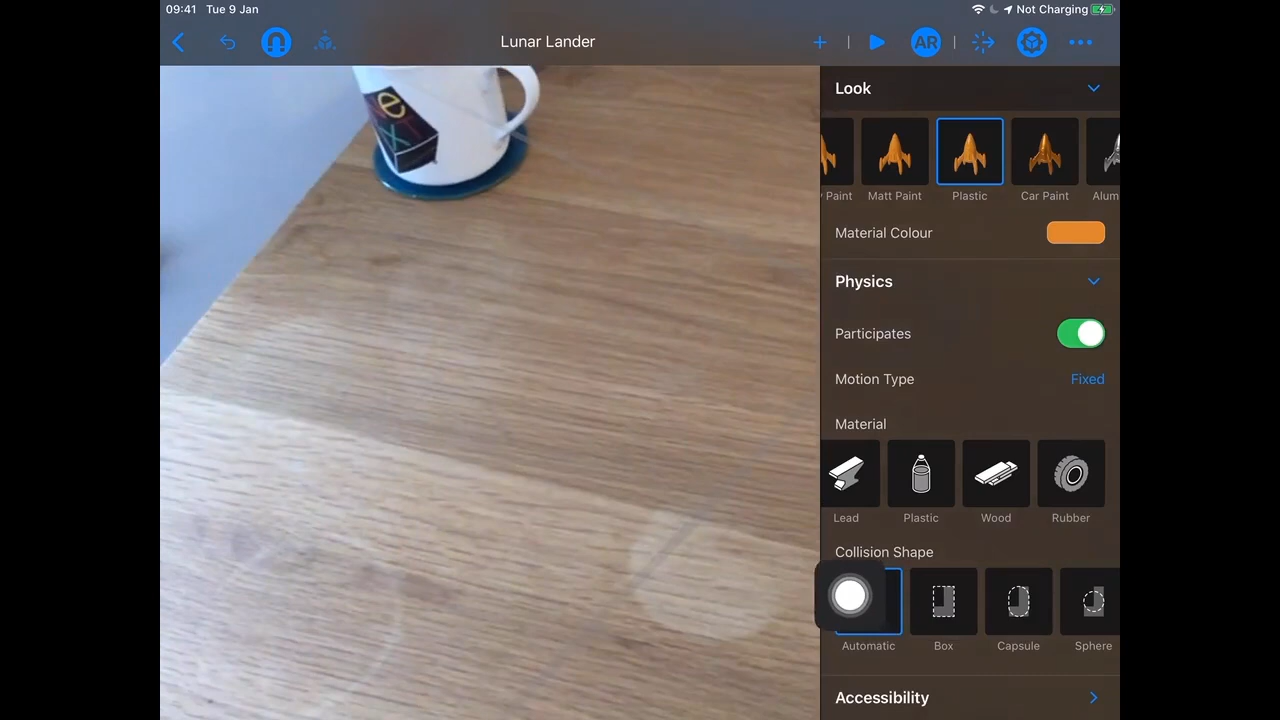 09:41 Tue 9 Jan
Not Charging
Lunar Lander
AR
Look
Paint
Matt Paint
Plastic
Car Paint
Alum
Material Colour
Physics
Participates
Motion Type
Fixed
Material
Lead
Plastic
Wood
Rubber
Collision Shape
Automatic
Box
Capsule
Sphere
Accessibility